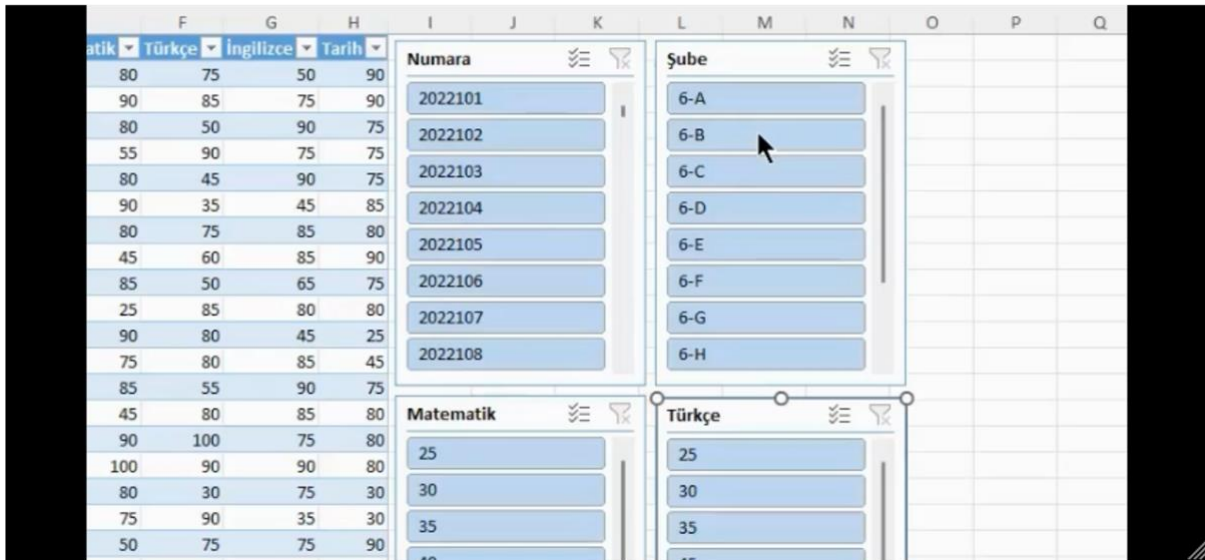 F G H I J K L M N O P Q
atik Türkçe İngilizce Tarih
80 75 50 90
90 85 75 90
80 50 90 75
55 90 75 75
80 45 90 75
90 35 45 85
80 75 85 80
45 60 85 90
85 50 65 75
25 85 80 80
90 80 45 25
75 80 85 45
85 55 90 75
45 80 85 80
90 100 75 80
100 90 90 80
80 30 75 30
75 90 35 30
50 75 75 90
Numara
2022101
2022102
2022103
2022104
2022105
2022106
2022107
2022108
Şube
6-A
6-B
6-C
6-D
6-E
6-F
6-G
6-H
Matematik
25
30
35
Türkçe
25
30
35